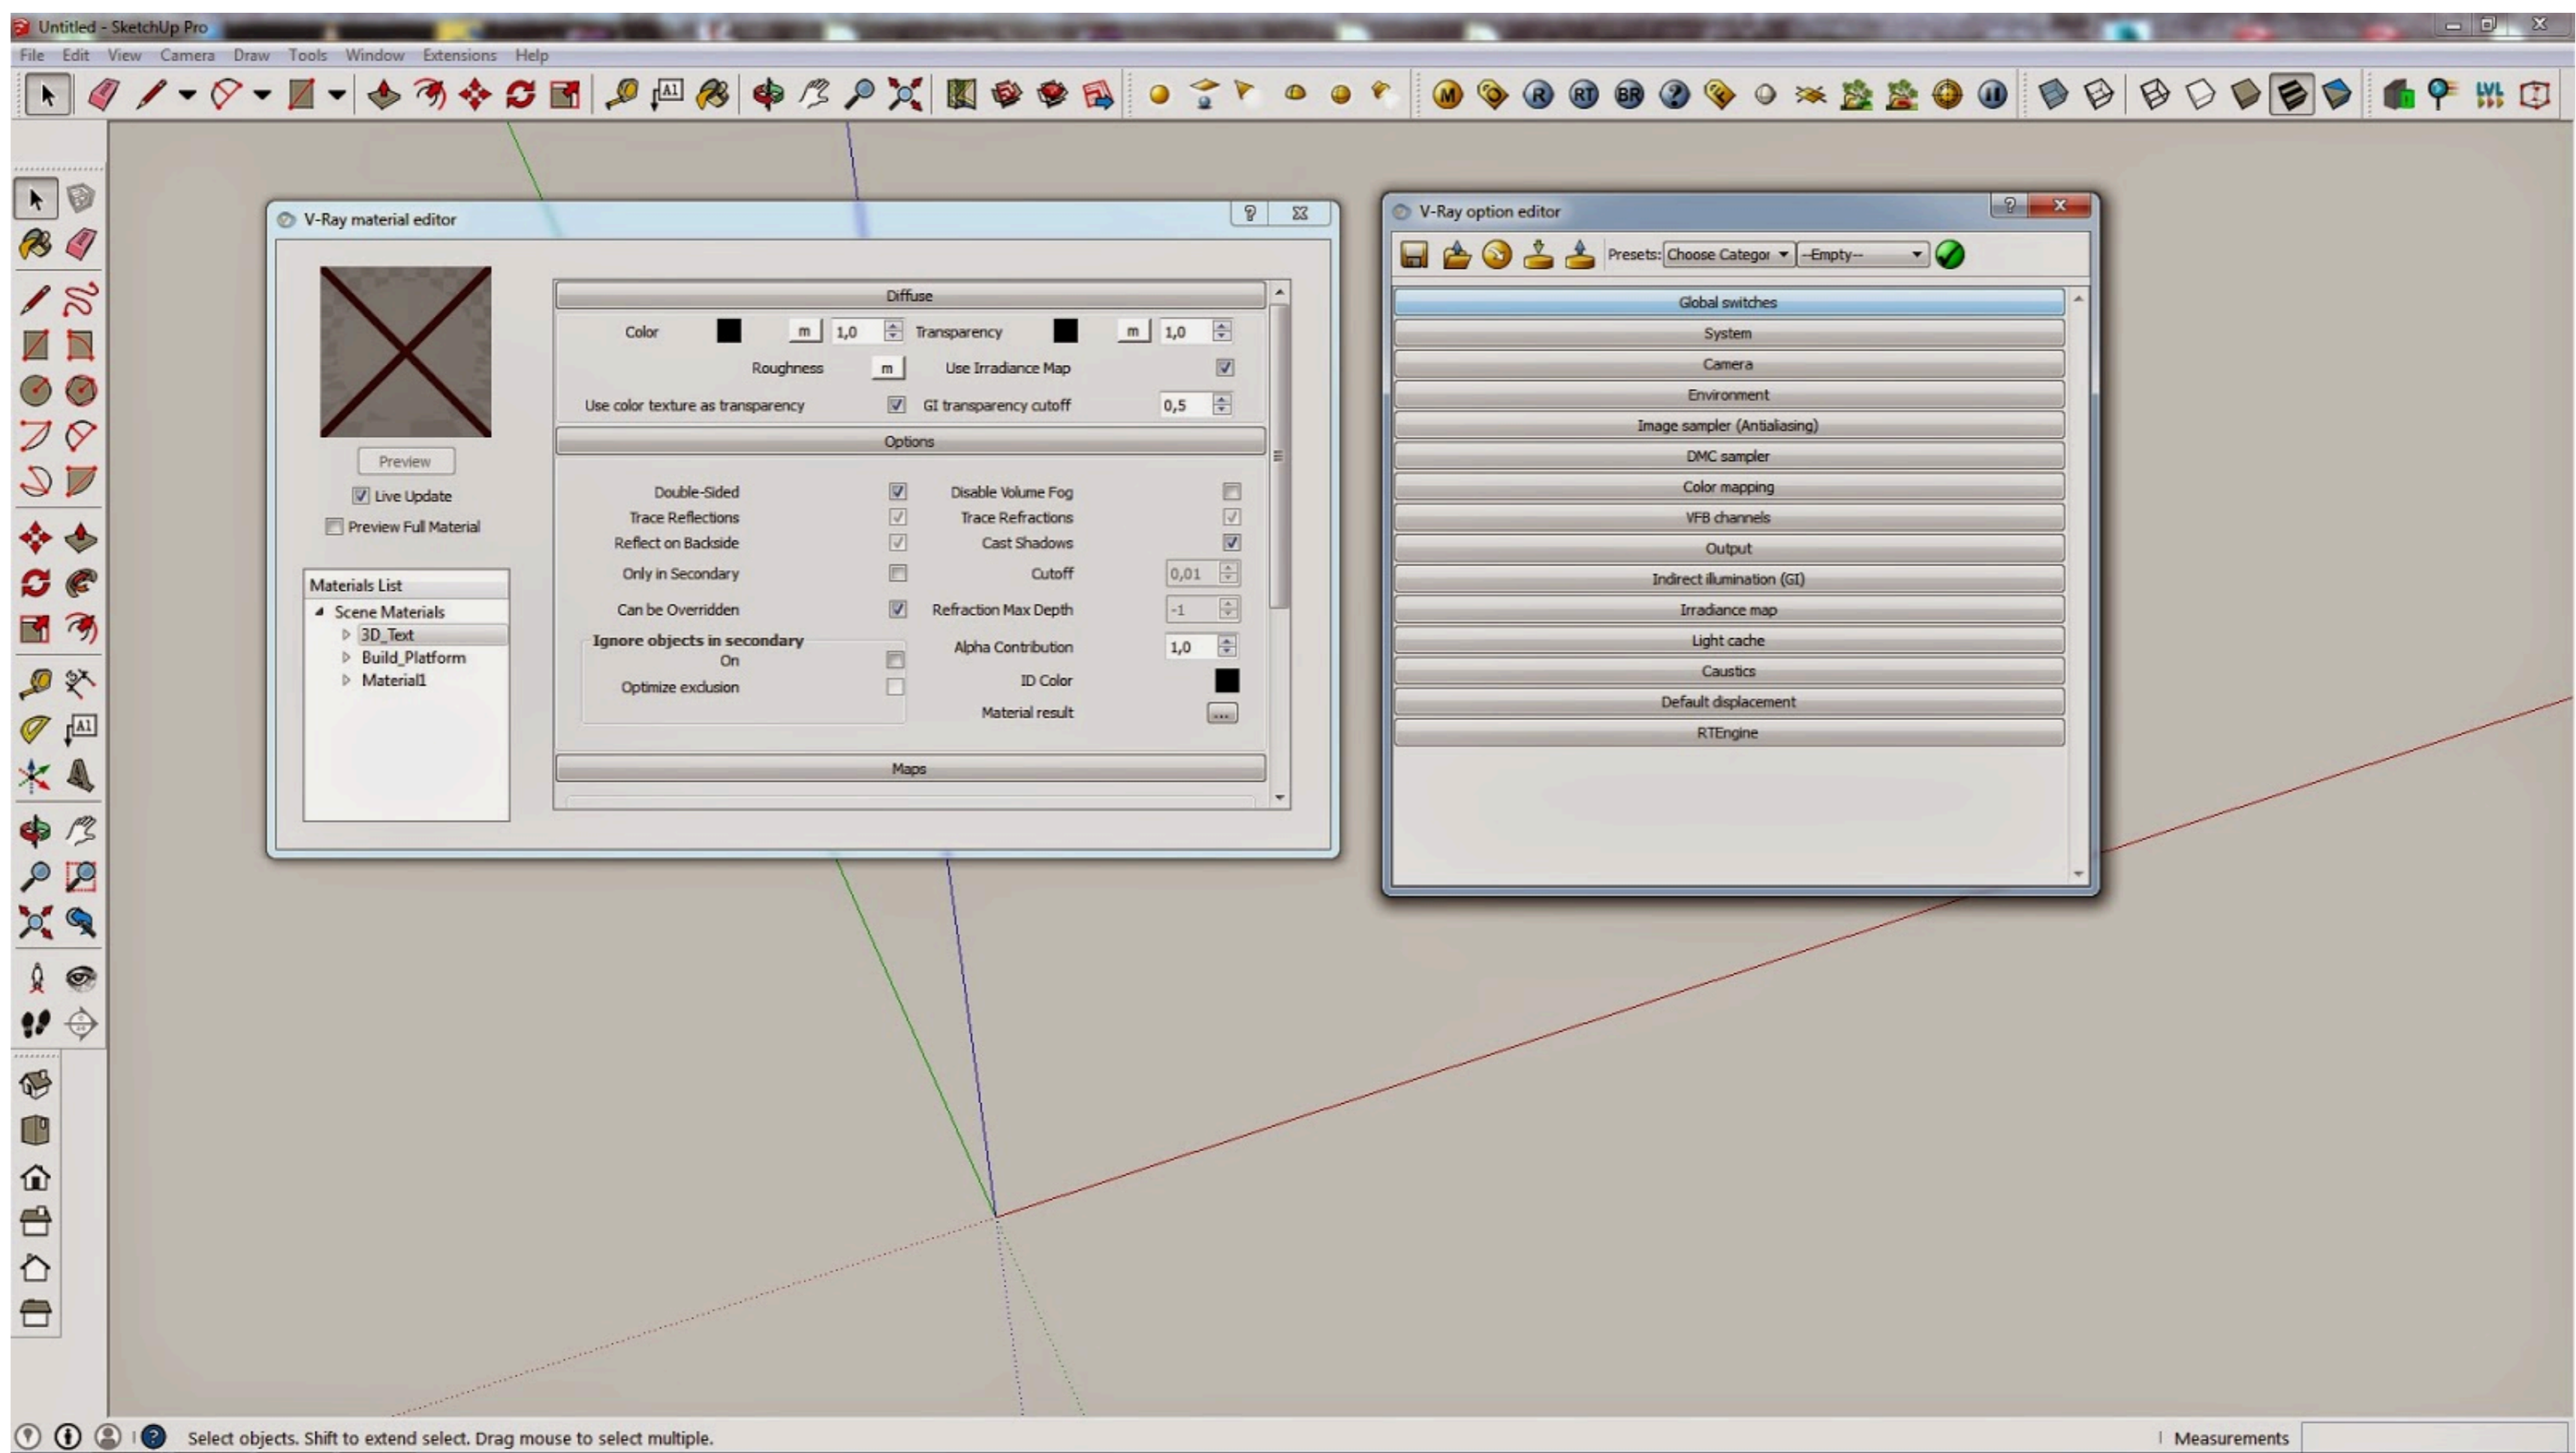 Untitled - SketchUp Pro
File Edit View Camera Draw Tools Window Extensions Help
A1 M R RT BR ? LVL
V-Ray material editor
Diffuse
Color m 1,0 Transparency m 1,0
Roughness m Use Irradiance Map
Use color texture as transparency GI transparency cutoff 0,5
Options
Preview
Live Update
Preview Full Material
Double-Sided Disable Volume Fog
Trace Reflections Trace Refractions
Reflect on Backside Cast Shadows
Only in Secondary Cutoff 0,01
Can be Overridden Refraction Max Depth -1
Ignore objects in secondary
On
Alpha Contribution 1,0
Optimize exclusion
ID Color
Material result ...
Maps
Materials List
Scene Materials
3D_Text
Build_Platform
Material1
V-Ray option editor
Presets: Choose Categor --Empty--
Global switches
System
Camera
Environment
Image sampler (Antialiasing)
DMC sampler
Color mapping
VFB channels
Output
Indirect illumination (GI)
Irradiance map
Light cache
Caustics
Default displacement
RTEngine
A1
Select objects. Shift to extend select. Drag mouse to select multiple.
Measurements